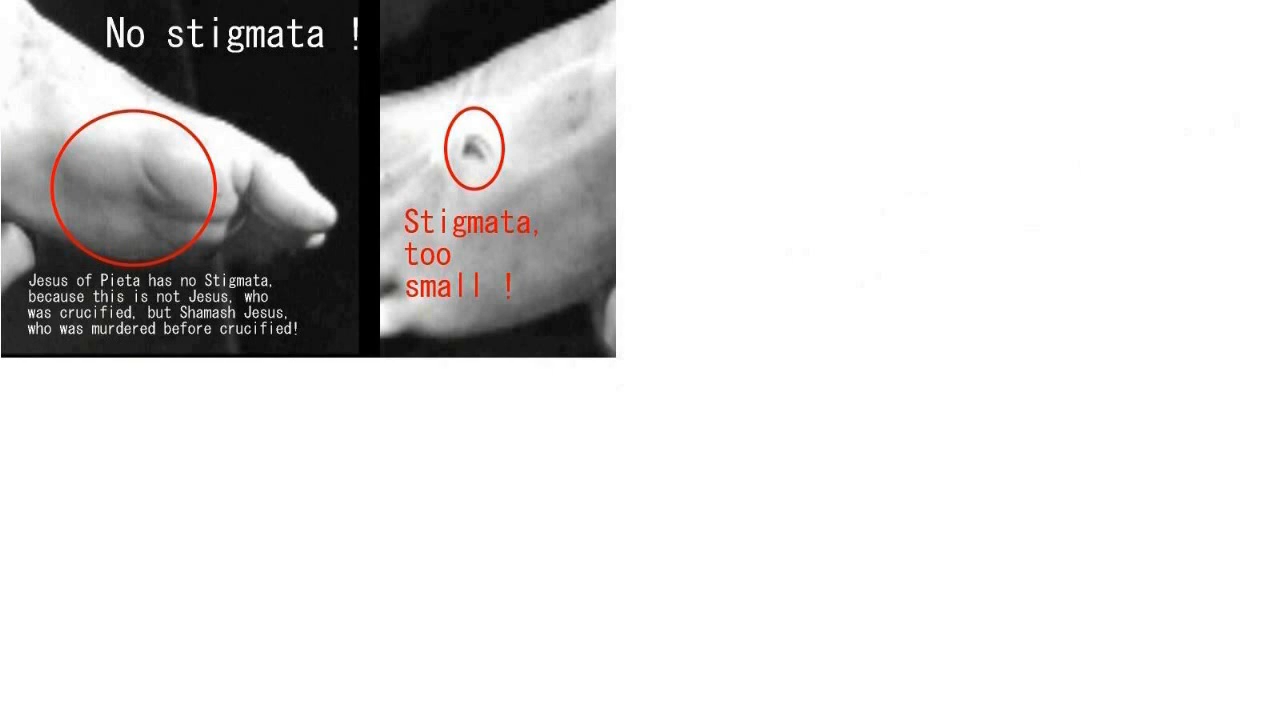 No stigmata !
Jesus of Pieta has no Stigmata,
because this is not Jesus, who
was crucified, but Shamash Jesus,
who was murdered before crucified!
Stigmata,
too
small !